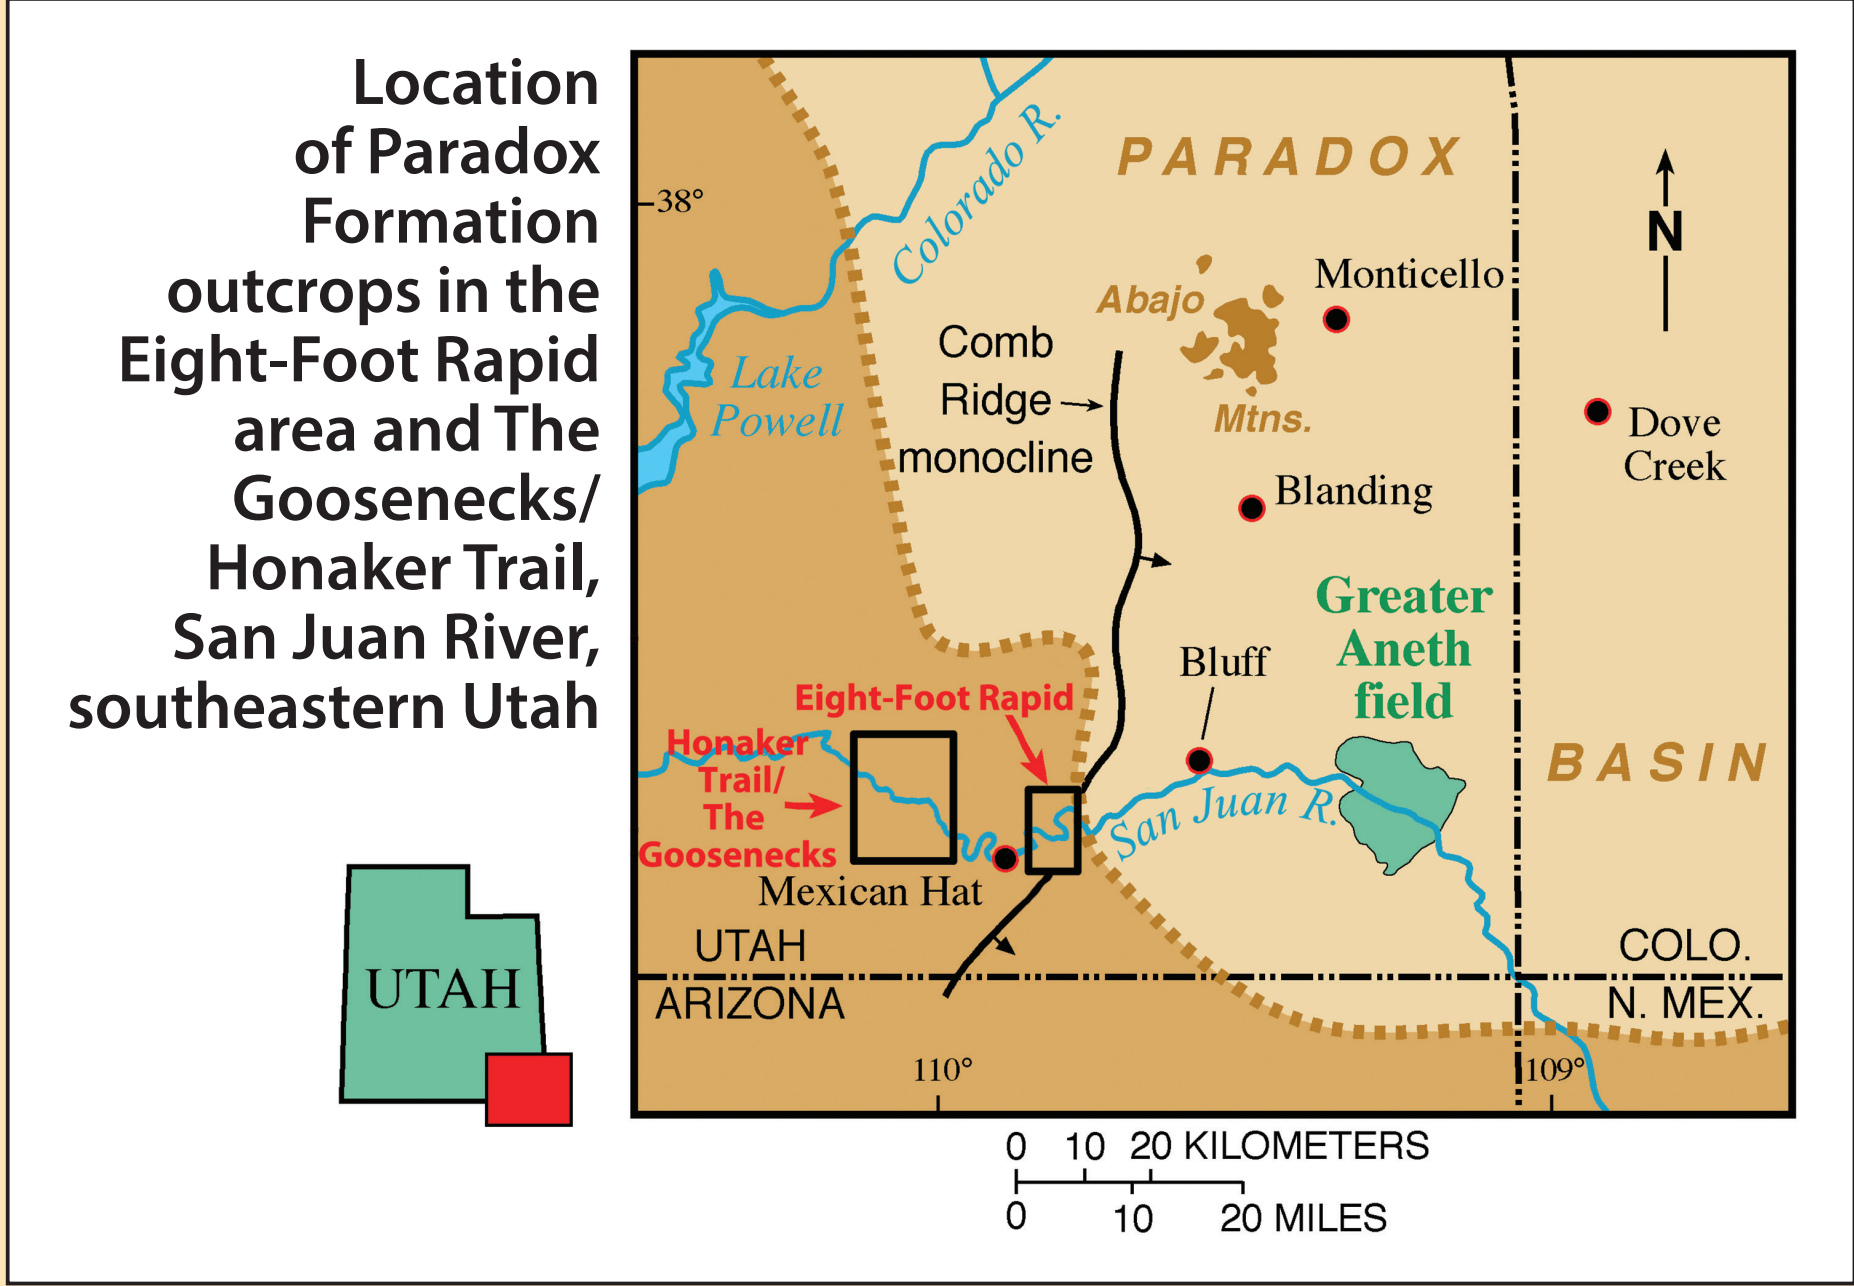 Location
of Paradox
Formation
outcrops in the
Eight-Foot Rapid
area and The
Goosenecks/
Honaker Trail,
San Juan River,
southeastern Utah
UTAH
PARADOX
Colorado R.
38°
N
Monticello
Abajo
Mtns.
Comb
Ridge
monocline
Lake
Powell
Dove
Creek
Blanding
Greater
Aneth
field
Bluff
Eight-Foot Rapid
Honaker
Trail/
The
Goosenecks
BASIN
San Juan R.
Mexican Hat
UTAH
COLO.
ARIZONA
N. MEX.
110°
109°
0 10 20 KILOMETERS
0 10 20 MILES